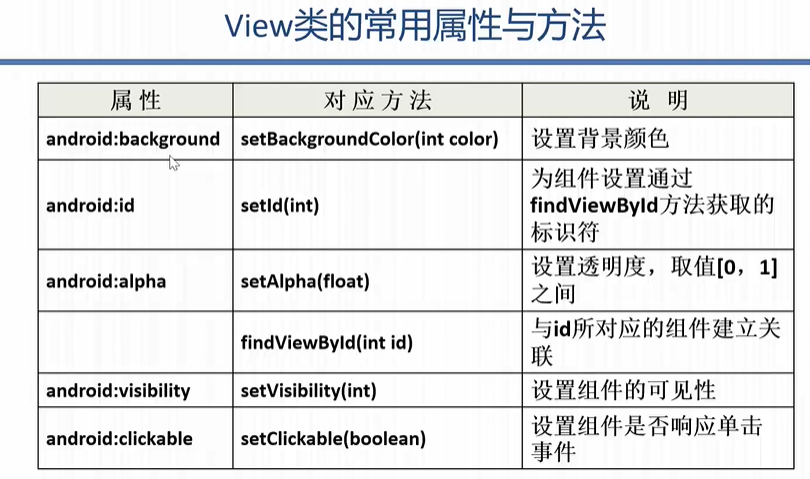 View类的常用属性与方法
属 性 对 应 方 法 说 明
android:background setBackgroundColor(int color) 设置背景颜色
为组件设置通过
android:id setId(int) findViewById方法获取的
标识符
android:alpha setAlpha(float) 设置透明度，取值[0，1]
之间
findViewById(int id) 与id所对应的组件建立关
联
android:visibility setVisibility(int) 设置组件的可见性
android:clickable setClickable(boolean) 设置组件是否响应单击
事件